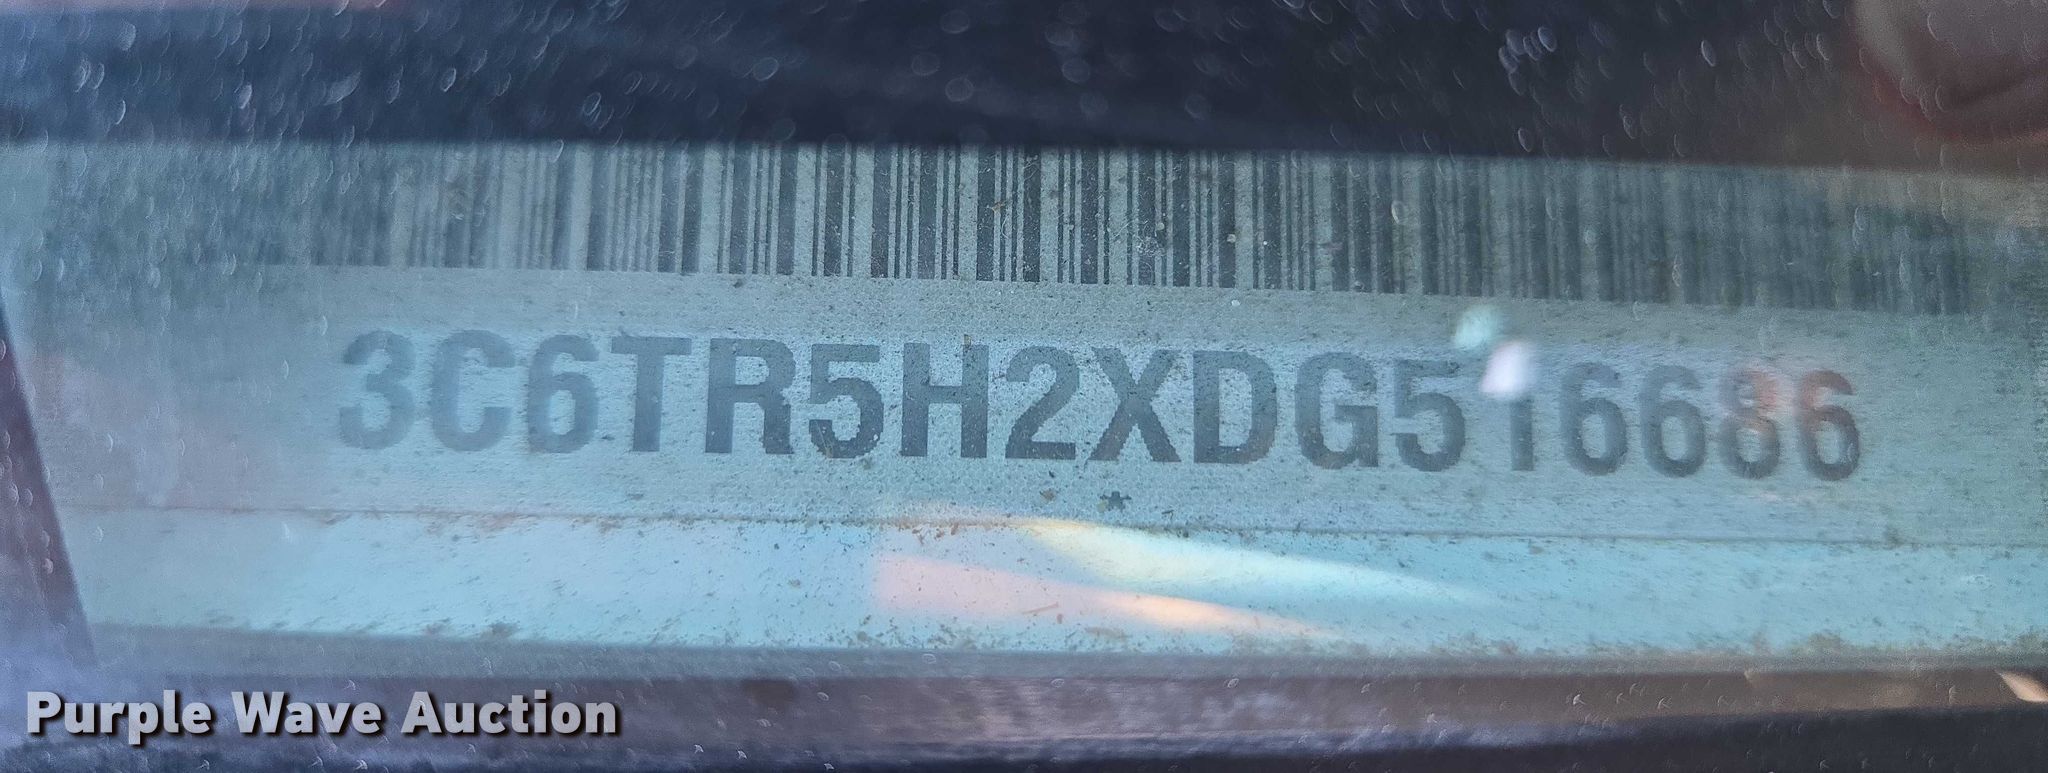 3C6TR5H2XDG516686
Purple Wave Auction